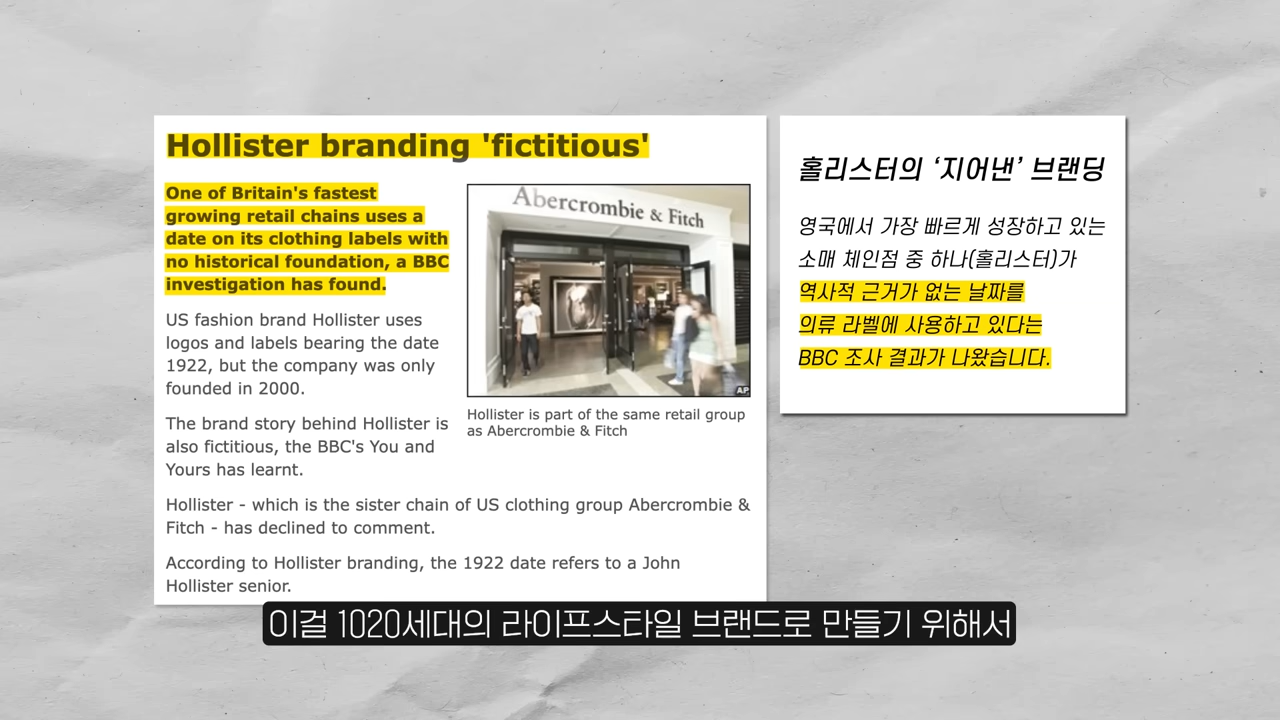 Hollister branding 'fictitious'
One of Britain's fastest
growing retail chains uses a
date on its clothing labels with
no historical foundation, a BBC
investigation has found.
US fashion brand Hollister uses
logos and labels bearing the date
1922, but the company was only
founded in 2000.
The brand story behind Hollister is
also fictitious, the BBC's You and
Yours has learnt.
Abercrombie & Fitch
AP
Hollister is part of the same retail group
as Abercrombie & Fitch
Hollister - which is the sister chain of US clothing group Abercrombie &
Fitch - has declined to comment.
According to Hollister branding, the 1922 date refers to a John
Hollister senior.
홀리스터의 ‘지어낸’ 브랜딩
영국에서 가장 빠르게 성장하고 있는
소매 체인점 중 하나(홀리스터)가
역사적 근거가 없는 날짜를
의류 라벨에 사용하고 있다는
BBC 조사 결과가 나왔습니다.
이걸 1020세대의 라이프스타일 브랜드로 만들기 위해서